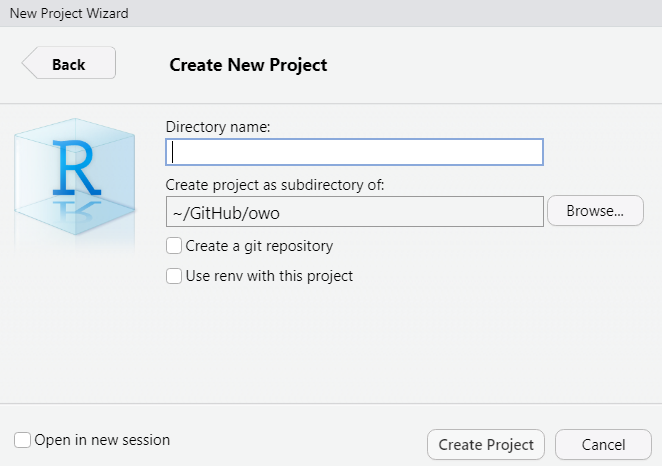 New Project Wizard
Back
Create New Project
R
Directory name:
Create project as subdirectory of:
~/GitHub/owo
Browse...
Create a git repository
Use renv with this project
Open in new session
Create Project
Cancel